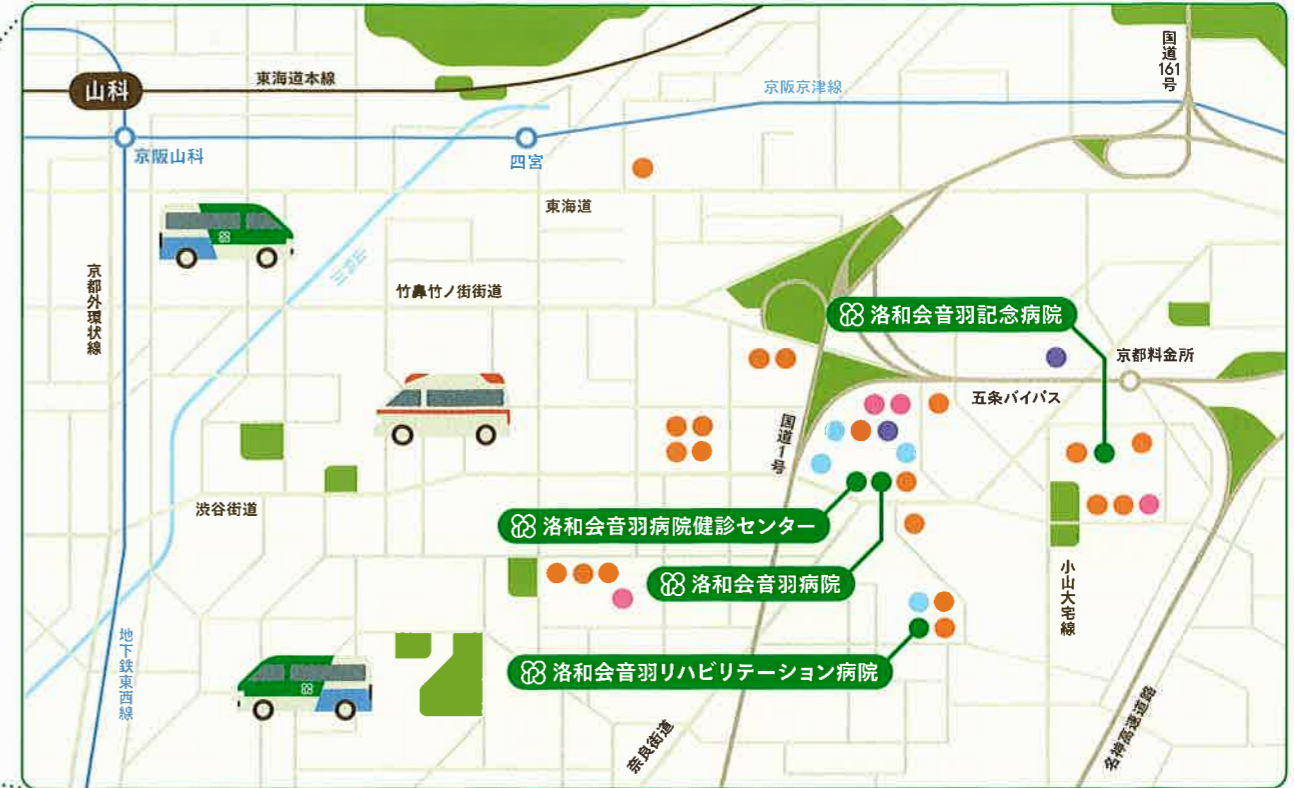 国道161号
東海道本線
山科
京阪京津線
京阪山科
四宮
東海道
京都外環状線
竹鼻竹ノ街街道
洛和会音羽記念病院
京都料金所
五条バイパス
国道1号
渋谷街道
洛和会音羽病院健診センター
洛和会音羽病院
小山大宅線
地下鉄東西線
洛和会音羽リハビリテーション病院
奈良街道
名神高速道路